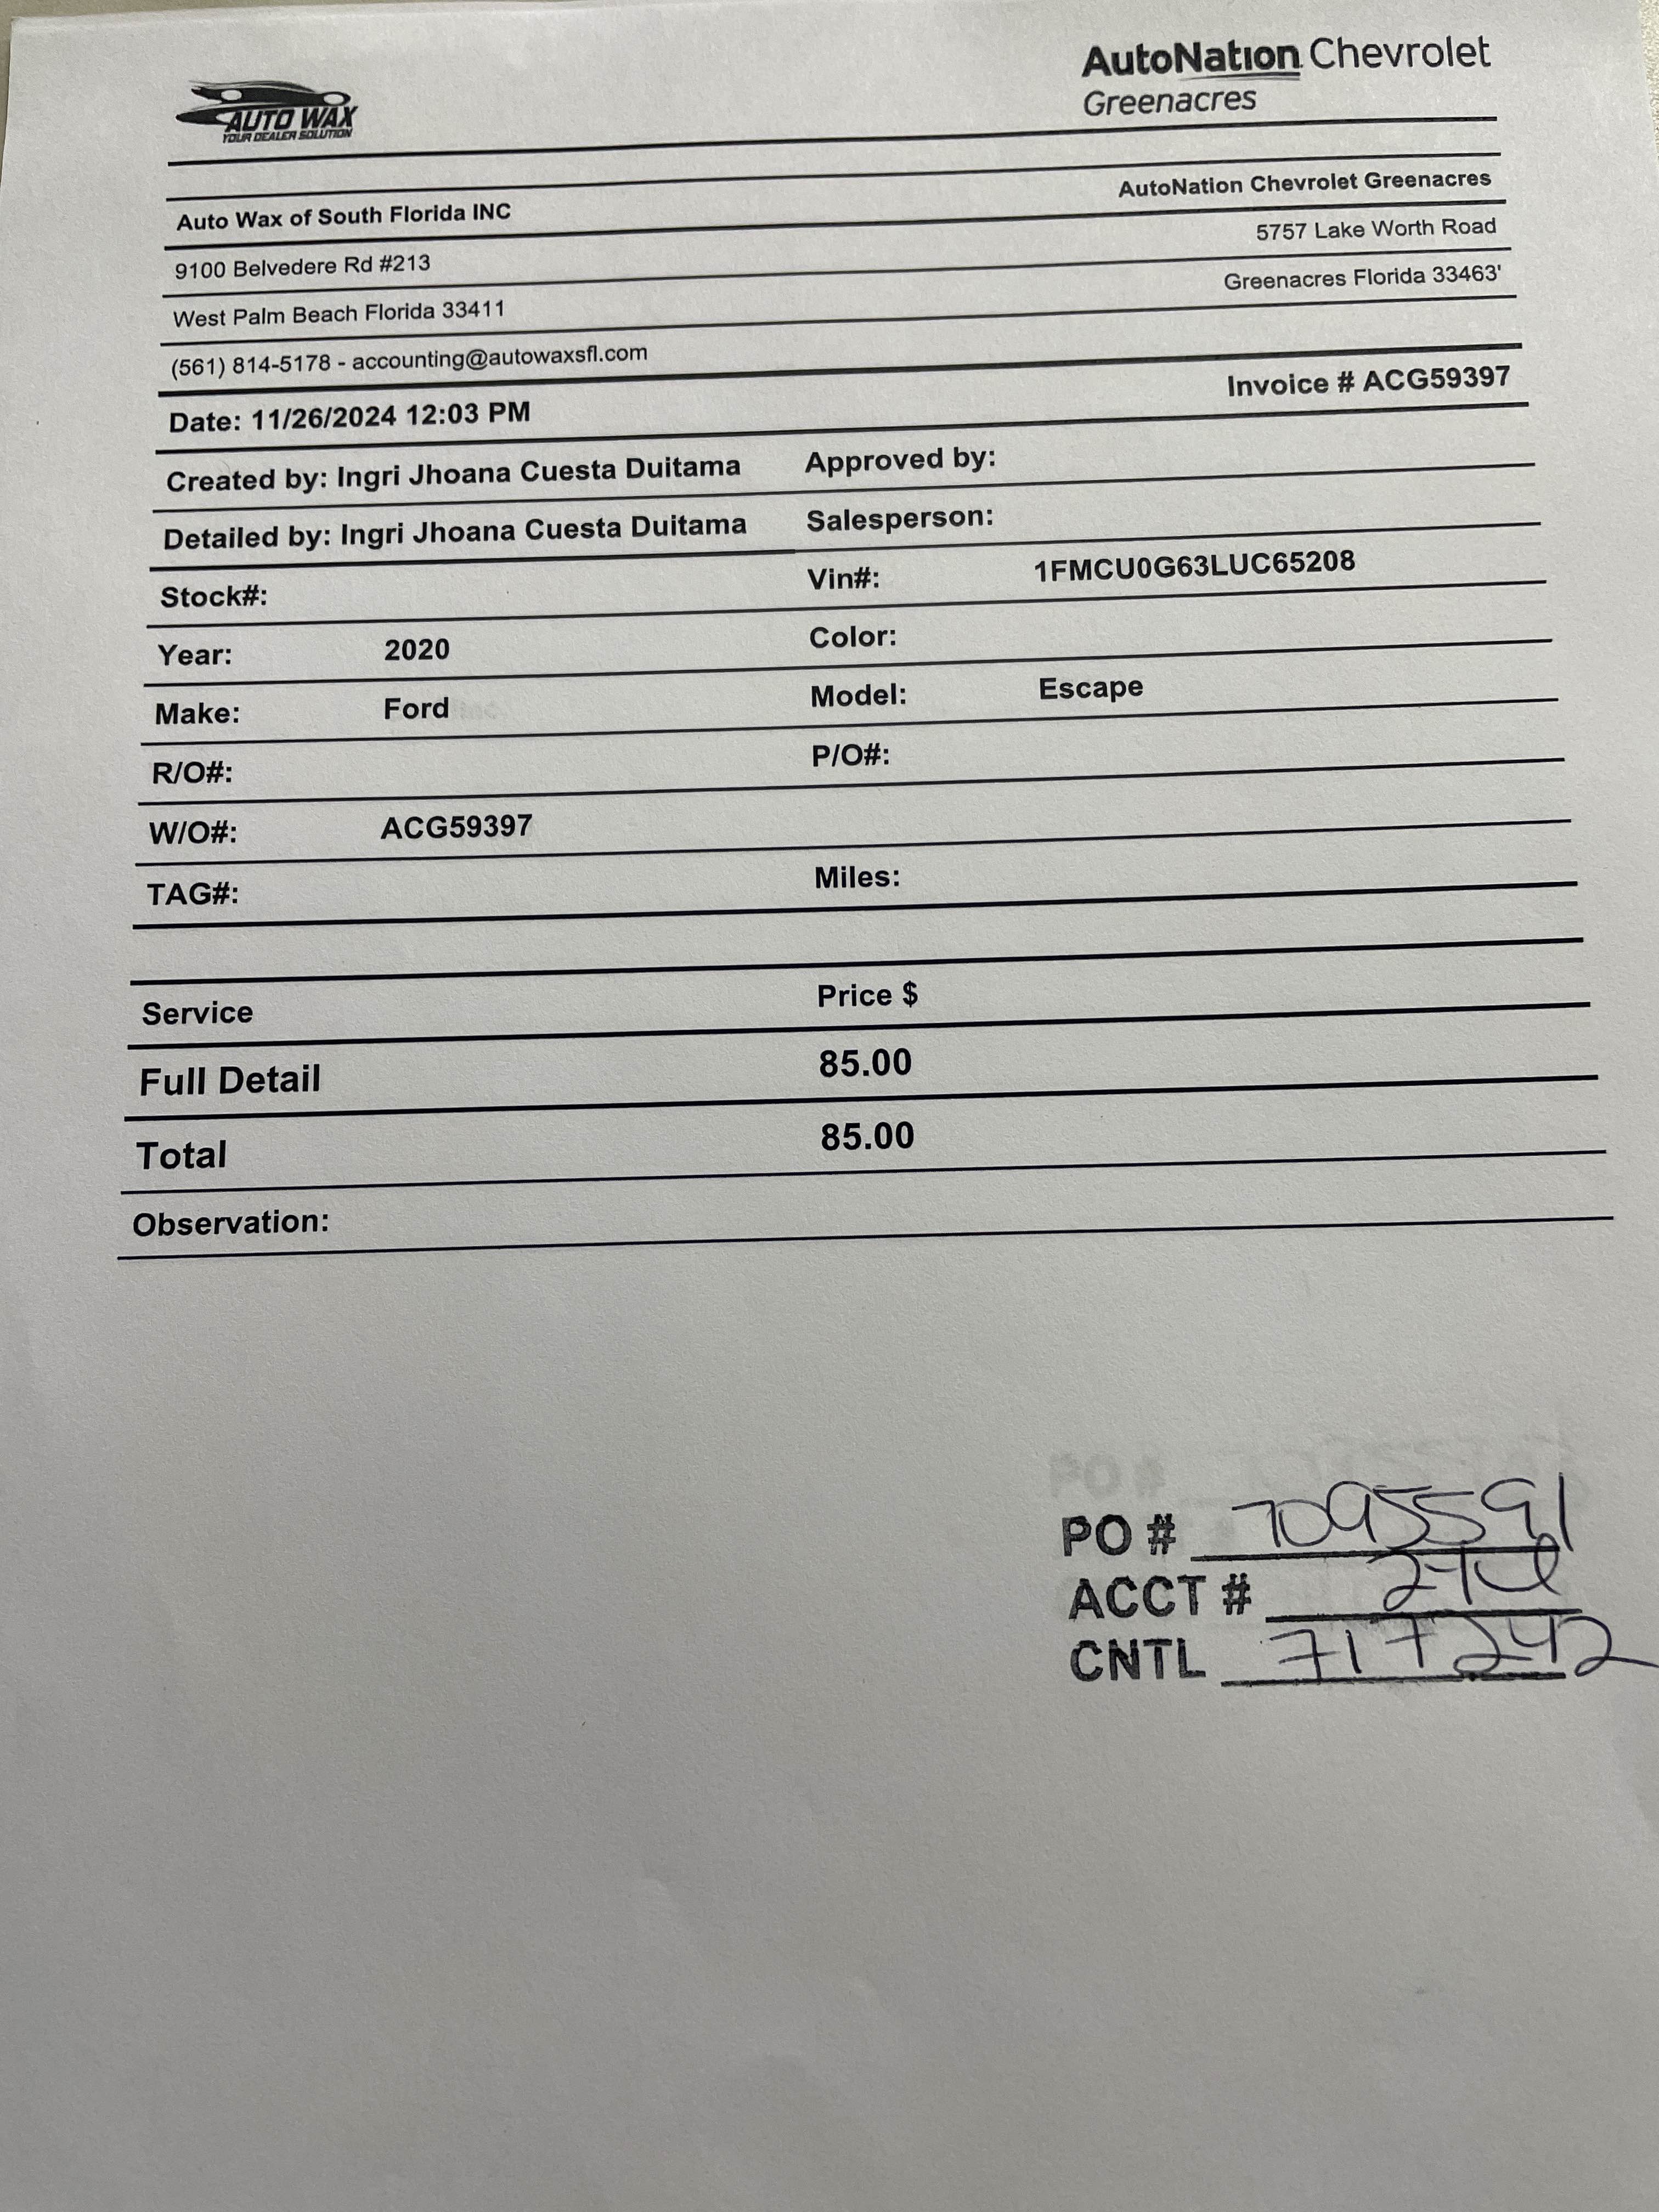 AUTO WAX
YOUR DEALER SOLUTION
AutoNation Chevrolet
Greenacres
Auto Wax of South Florida INC
AutoNation Chevrolet Greenacres
9100 Belvedere Rd #213
5757 Lake Worth Road
West Palm Beach Florida 33411
Greenacres Florida 33463'
(561) 814-5178 - accounting@autowaxsfl.com
Date: 11/26/2024 12:03 PM
Invoice # ACG59397
Created by: Ingri Jhoana Cuesta Duitama Approved by:
Detailed by: Ingri Jhoana Cuesta Duitama Salesperson:
Stock#: Vin#: 1FMCU0G63LUC65208
Year: 2020 Color:
Make: Ford Model: Escape
R/O#: P/O#:
W/O#: ACG59397
TAG#: Miles:
Service Price $
Full Detail 85.00
Total 85.00
Observation:
PO # 7095591
ACCT #
CNTL 717242